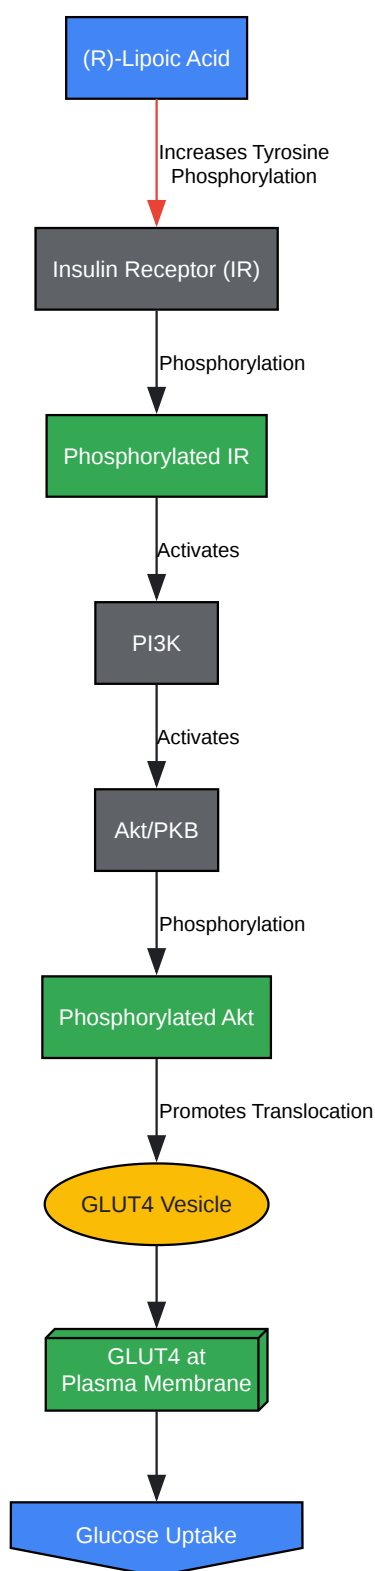 (R)-Lipoic Acid
Increases Tyrosine
Phosphorylation
Insulin Receptor (IR)
Phosphorylation
Phosphorylated IR
Activates
PI3K
Activates
Akt/PKB
Phosphorylation
Phosphorylated Akt
Promotes Translocation
GLUT4 Vesicle
GLUT4 at
Plasma Membrane
Glucose Uptake